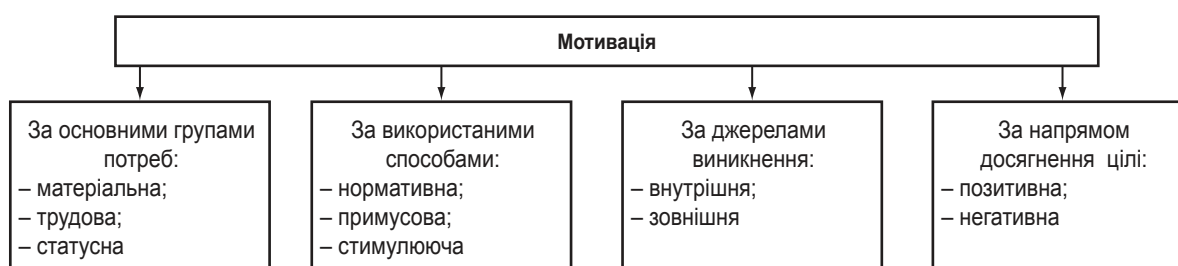 Мотивація
За основними групами
потреб:
– матеріальна;
– трудова;
– статусна
За використаними
способами:
– нормативна;
– примусова;
– стимулююча
За джерелами
виникнення:
– внутрішня;
– зовнішня
За напрямом
досягнення цілі:
– позитивна;
– негативна